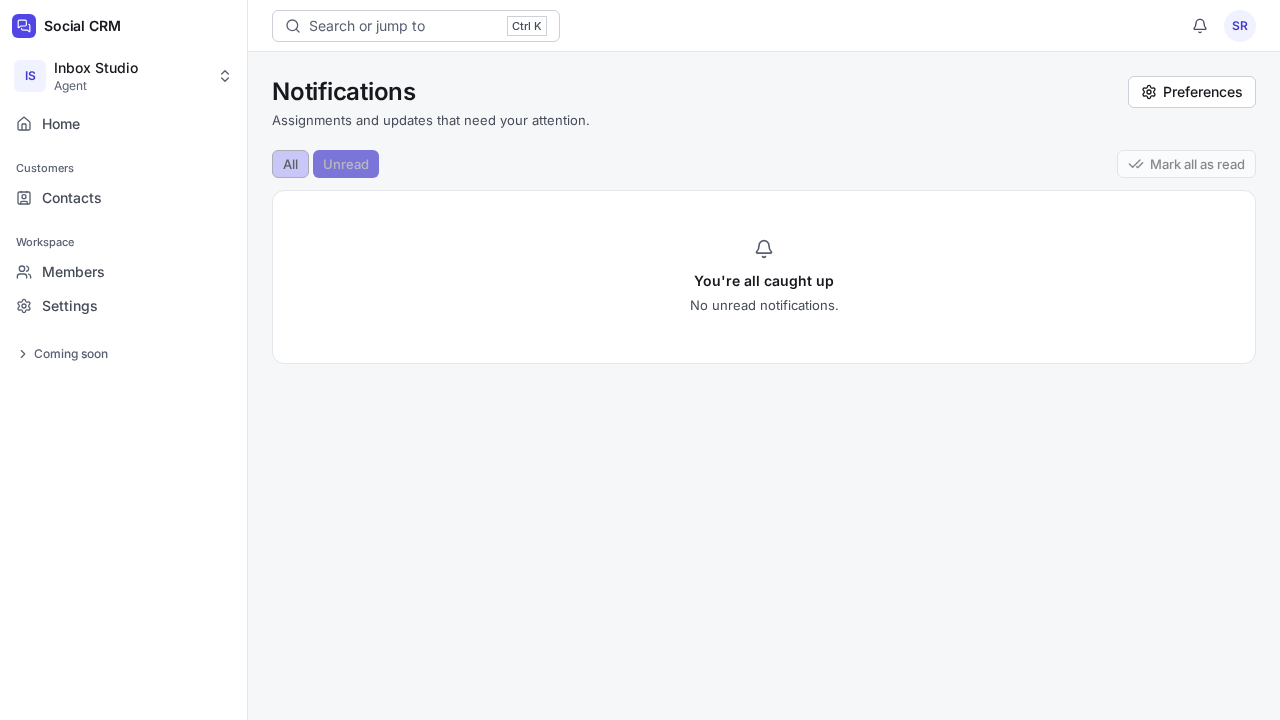 Social CRM
Search or jump to
Ctrl K
SR
IS
Inbox Studio
Agent
Home
Customers
Contacts
Workspace
Members
Settings
Coming soon
Notifications
Assignments and updates that need your attention.
Preferences
All
Unread
Mark all as read
You're all caught up
No unread notifications.